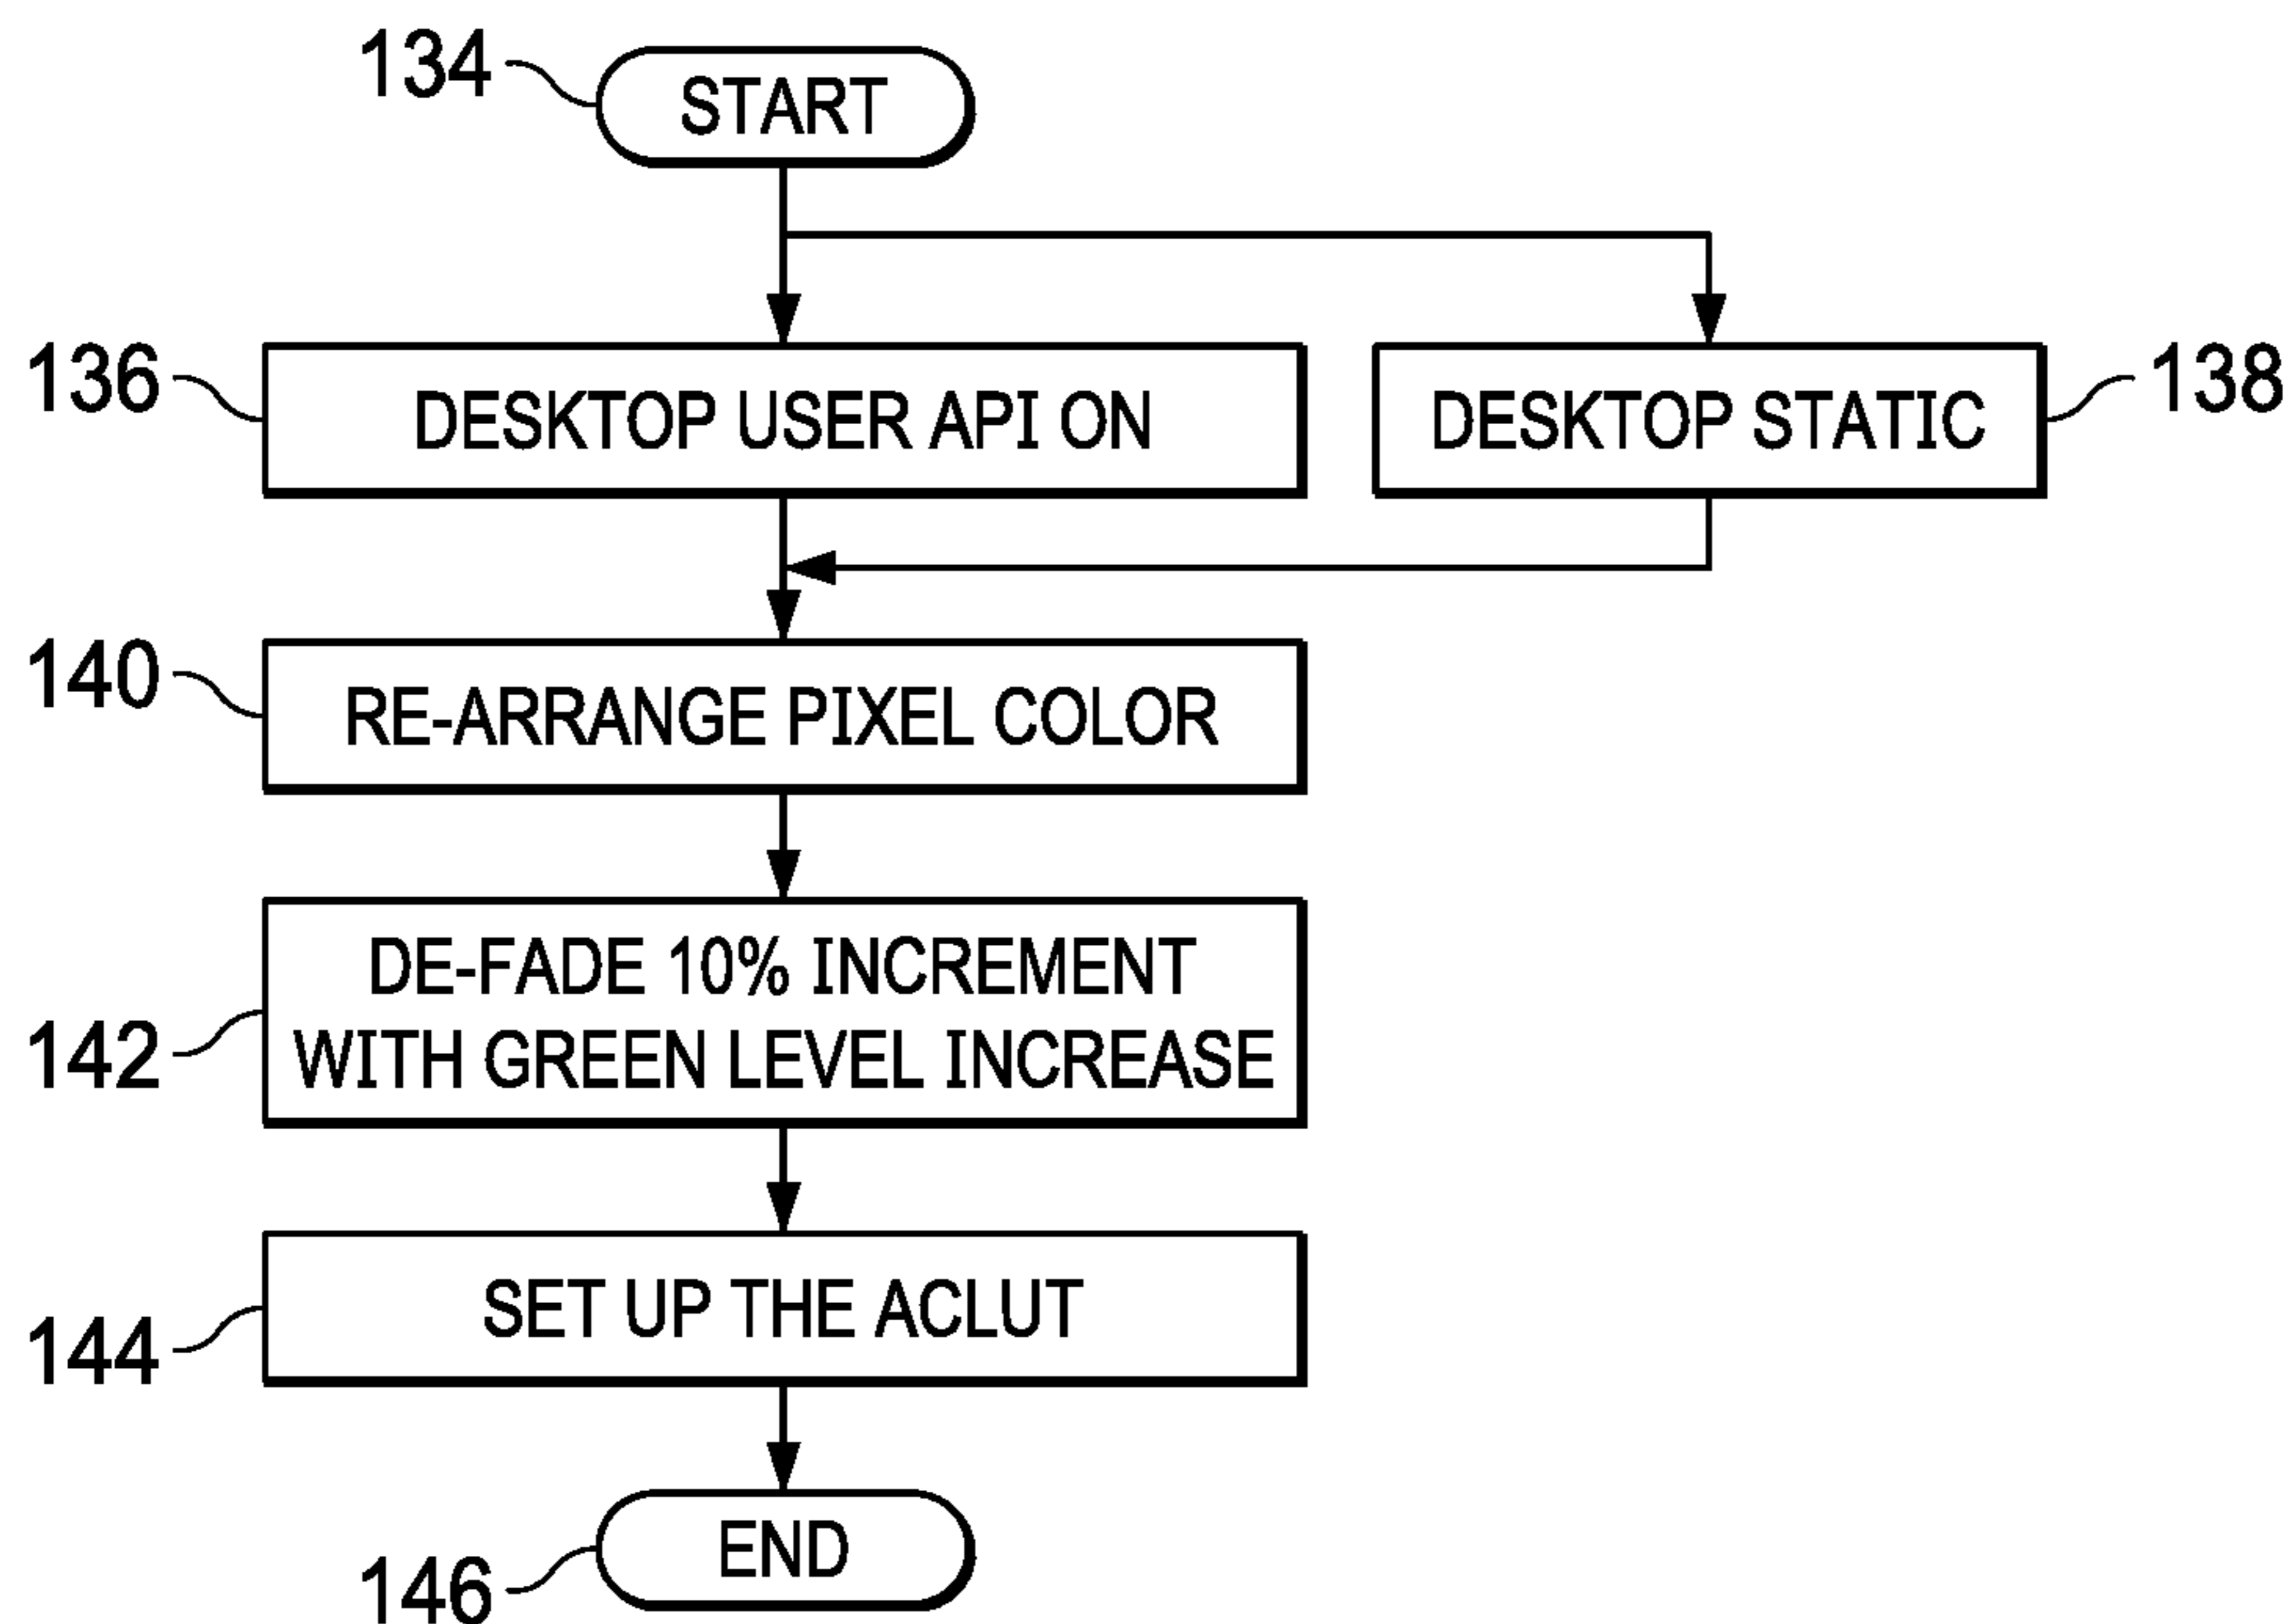 134
START
136
DESKTOP USER API ON
DESKTOP STATIC
138
140
RE-ARRANGE PIXEL COLOR
DE-FADE 10% INCREMENT
WITH GREEN LEVEL INCREASE
142
SET UP THE ACLUT
144
END
146